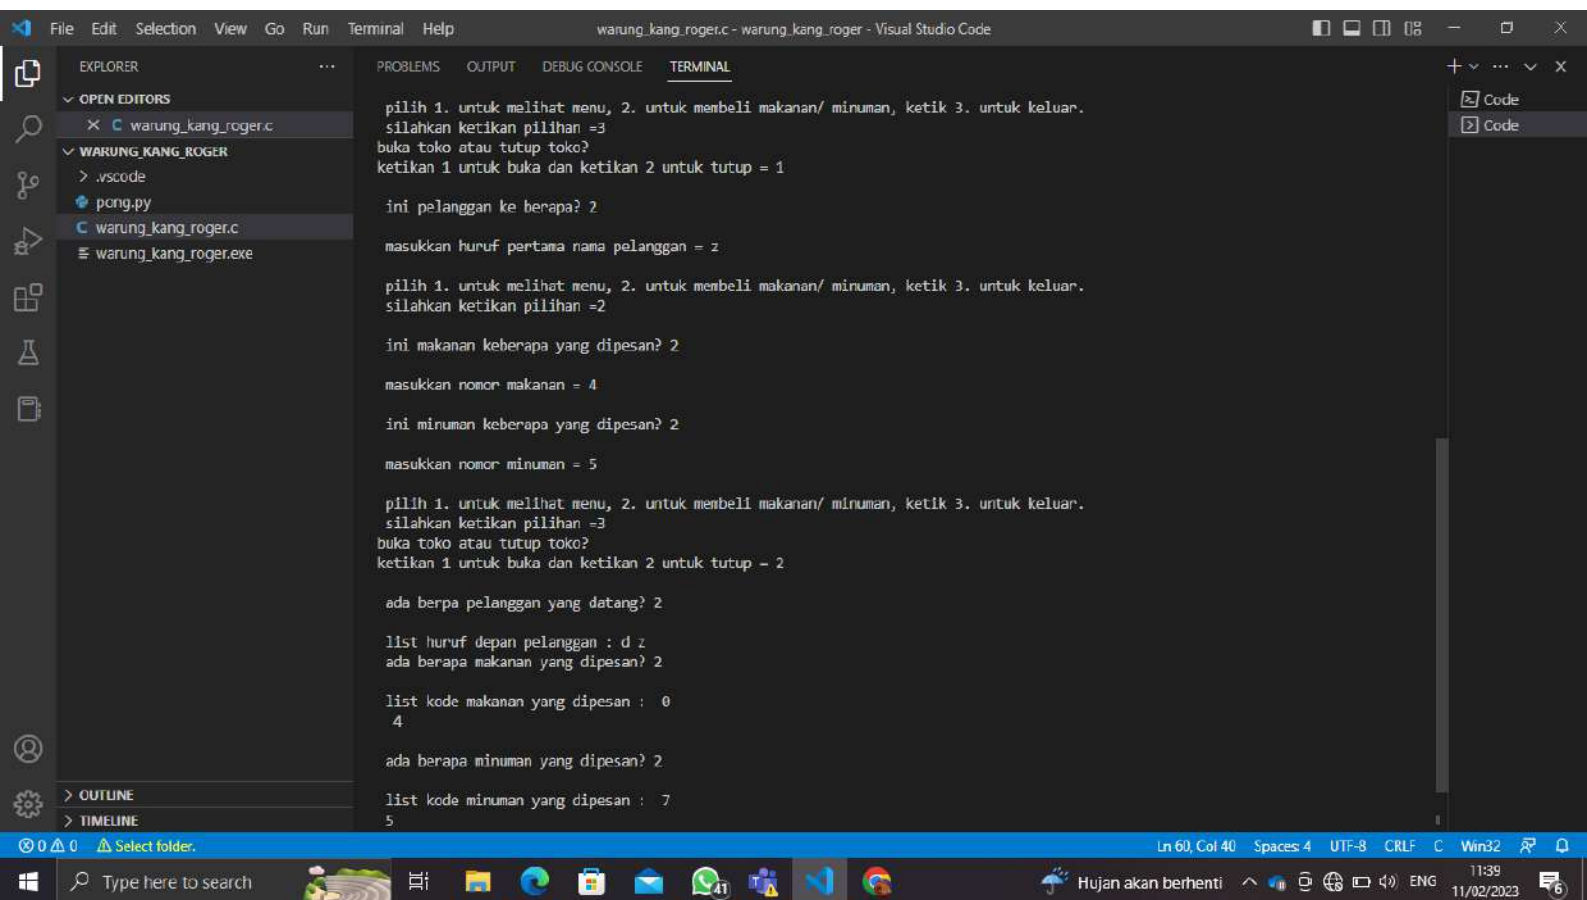 File Edit Selection View Go Run Terminal Help
warung_kang_roger.c - warung_kang_roger - Visual Studio Code
EXPLORER
OPEN EDITORS
C warung_kang_roger.c
WARUNG_KANG_ROGER
.vscode
pong.py
C warung_kang_roger.c
warung_kang_roger.exe
OUTLINE
TIMELINE
PROBLEMS OUTPUT DEBUG CONSOLE TERMINAL
pilih 1. untuk melihat menu, 2. untuk membeli makanan/ minuman, ketik 3. untuk keluar.
silahkan ketikan pilihan =3
buka toko atau tutup toko?
ketikan 1 untuk buka dan ketikan 2 untuk tutup = 1
ini pelanggan ke berapa? 2
masukkan huruf pertama nama pelanggan = z
pilih 1. untuk melihat menu, 2. untuk membeli makanan/ minuman, ketik 3. untuk keluar.
silahkan ketikan pilihan =2
ini makanan keberapa yang dipesan? 2
masukkan nomor makanan = 4
ini minuman keberapa yang dipesan? 2
masukkan nomor minuman = 5
pilih 1. untuk melihat menu, 2. untuk membeli makanan/ minuman, ketik 3. untuk keluar.
silahkan ketikan pilihan =3
buka toko atau tutup toko?
ketikan 1 untuk buka dan ketikan 2 untuk tutup = 2
ada berpa pelanggan yang datang? 2
list huruf depan pelanggan : d z
ada berapa makanan yang dipesan? 2
list kode makanan yang dipesan : 0
4
ada berapa minuman yang dipesan? 2
list kode minuman yang dipesan : 7
5
Code
Code
0 0 Select folder.
Ln 60, Col 40 Spaces: 4 UTF-8 CRLF C Win32
Type here to search
41
Hujan akan berhenti
ENG
11:39
11/02/2023
6